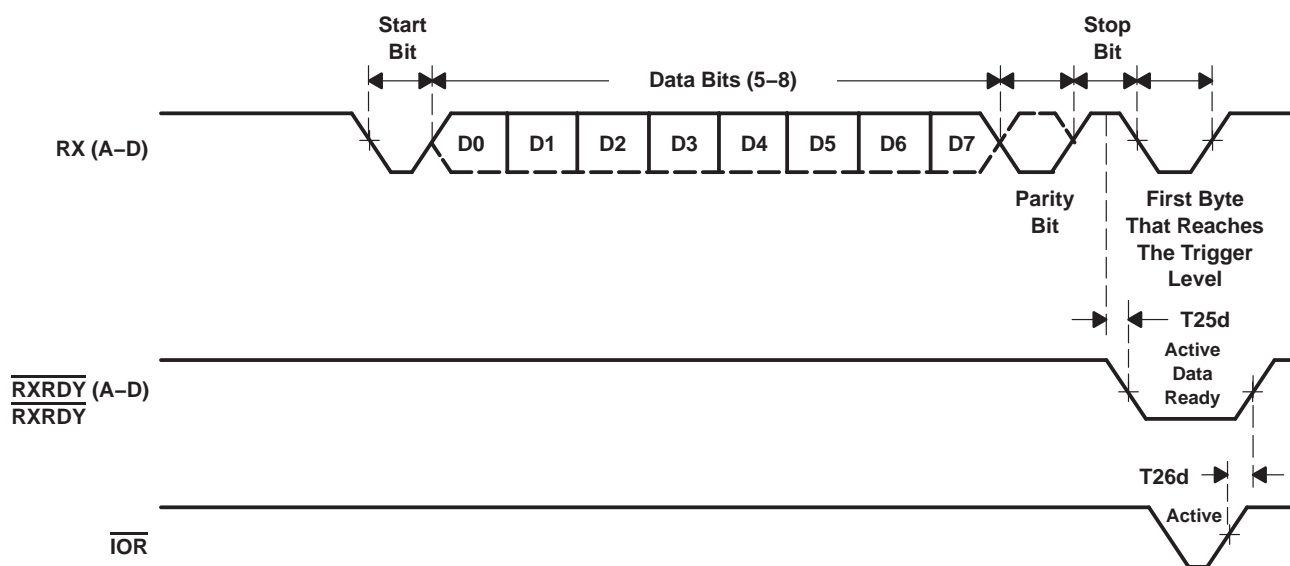 Start
Bit
Data Bits (5–8)
Stop
Bit
RX (A–D)
D0
D1
D2
D3
D4
D5
D6
D7
Parity
Bit
First Byte
That Reaches
The Trigger
Level
T25d
RXRDY (A–D)
RXRDY
Active
Data
Ready
T26d
IOR
Active